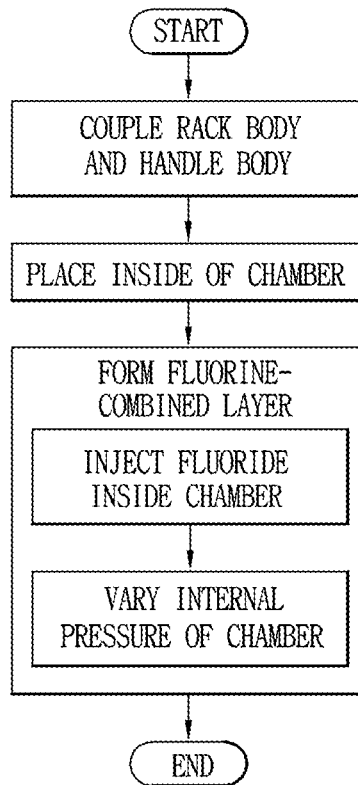 START
COUPLE RACK BODY
AND HANDLE BODY
PLACE INSIDE OF CHAMBER
FORM FLUORINE-
COMBINED LAYER
INJECT FLUORIDE
INSIDE CHAMBER
VARY INTERNAL
PRESSURE OF CHAMBER
END